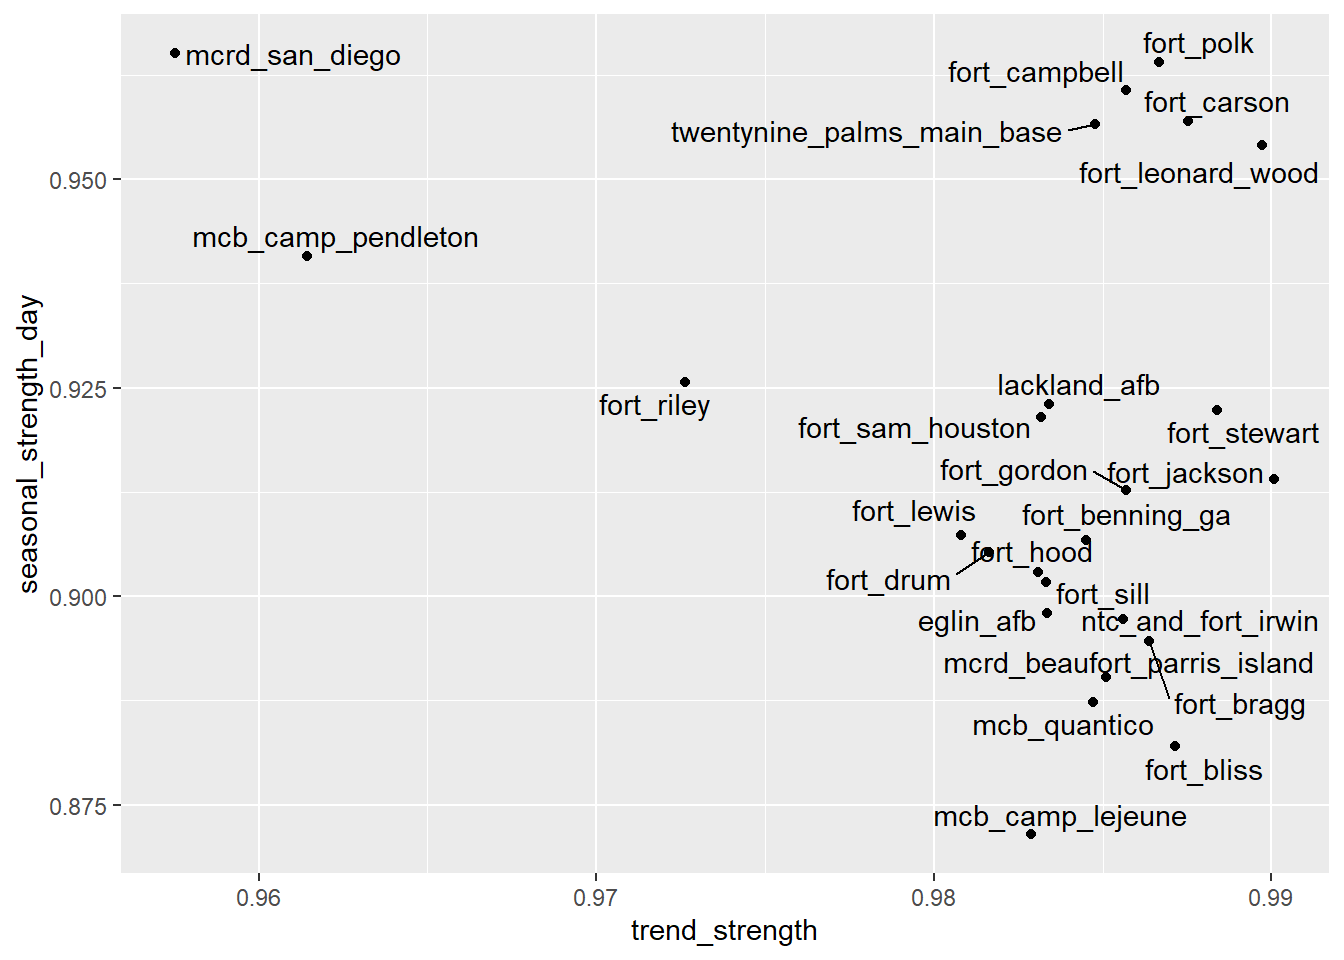 fort_polk
mcrd_san_diego
fort_campbell
fort_carson
twentynine_palms_main_base
fort_leonard_wood
0.950
mcb_camp_pendleton
lackland_afb
0.925
fort_riley
fort_sam_houston
fort_stewart
fort_gordon
fort_jackson
fort_lewis
fort_benning_ga
fort_hood
fort_drum
fort_sill
0.900
eglin_afb
ntc_and_fort_irwin
mcrd_beaufort_parris_island
fort_bragg
mcb_quantico
fort_bliss
0.875
mcb_camp_lejeune
seasonal_strength_day
0.96
0.97
0.98
0.99
trend_strength